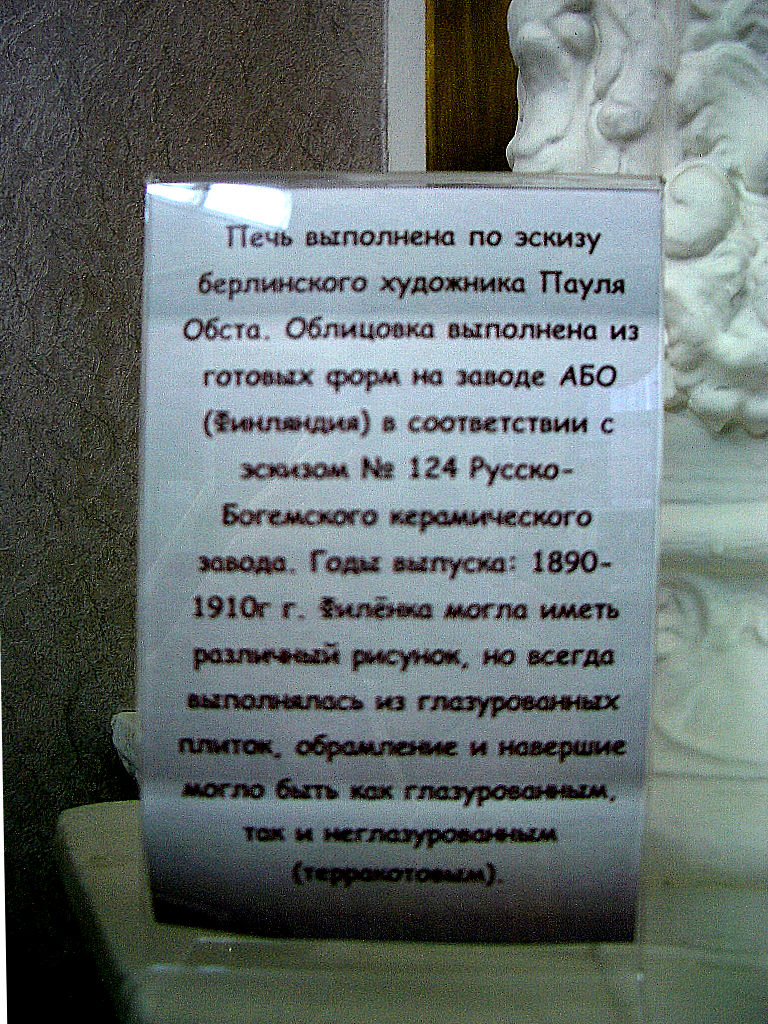 Печь выполнена по эскизу
берлинского художника Пауля
Обста. Облицовка выполнена из
готовых форм на заводе АБО
(Финляндия) в соответствии с
эскизом № 124 Русско-
Богемского керамического
завода. Годы выпуска: 1890-
1910г г. Филёнка могла иметь
различный рисунок, но всегда
выполнялась из глазурованных
плиток, обрамление и навершие
могло быть как глазурованным,
так и неглазурованным
(терракотовым).